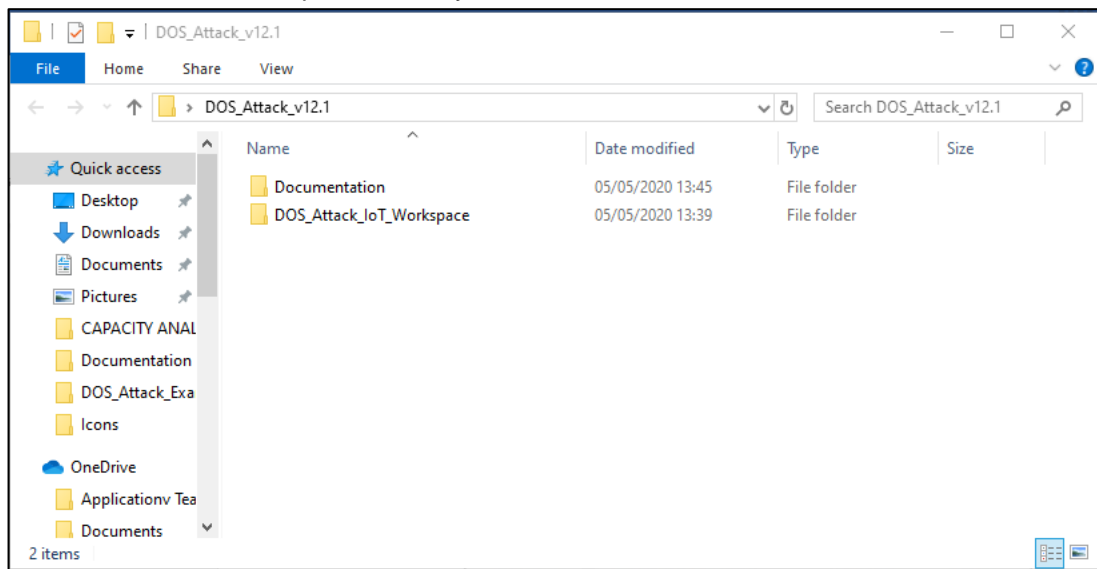 DOS_Attack_v12.1
File Home Share View
DOS_Attack_v12.1 Search DOS_Attack_v12.1
Name Date modified Type Size
Quick access
Documentation 05/05/2020 13:45 File folder
Desktop
DOS_Attack_IoT_Workspace 05/05/2020 13:39 File folder
Downloads
Documents
Pictures
CAPACITY ANAL
Documentation
DOS_Attack_Exa
Icons
OneDrive
Applicationv Tea
Documents
2 items